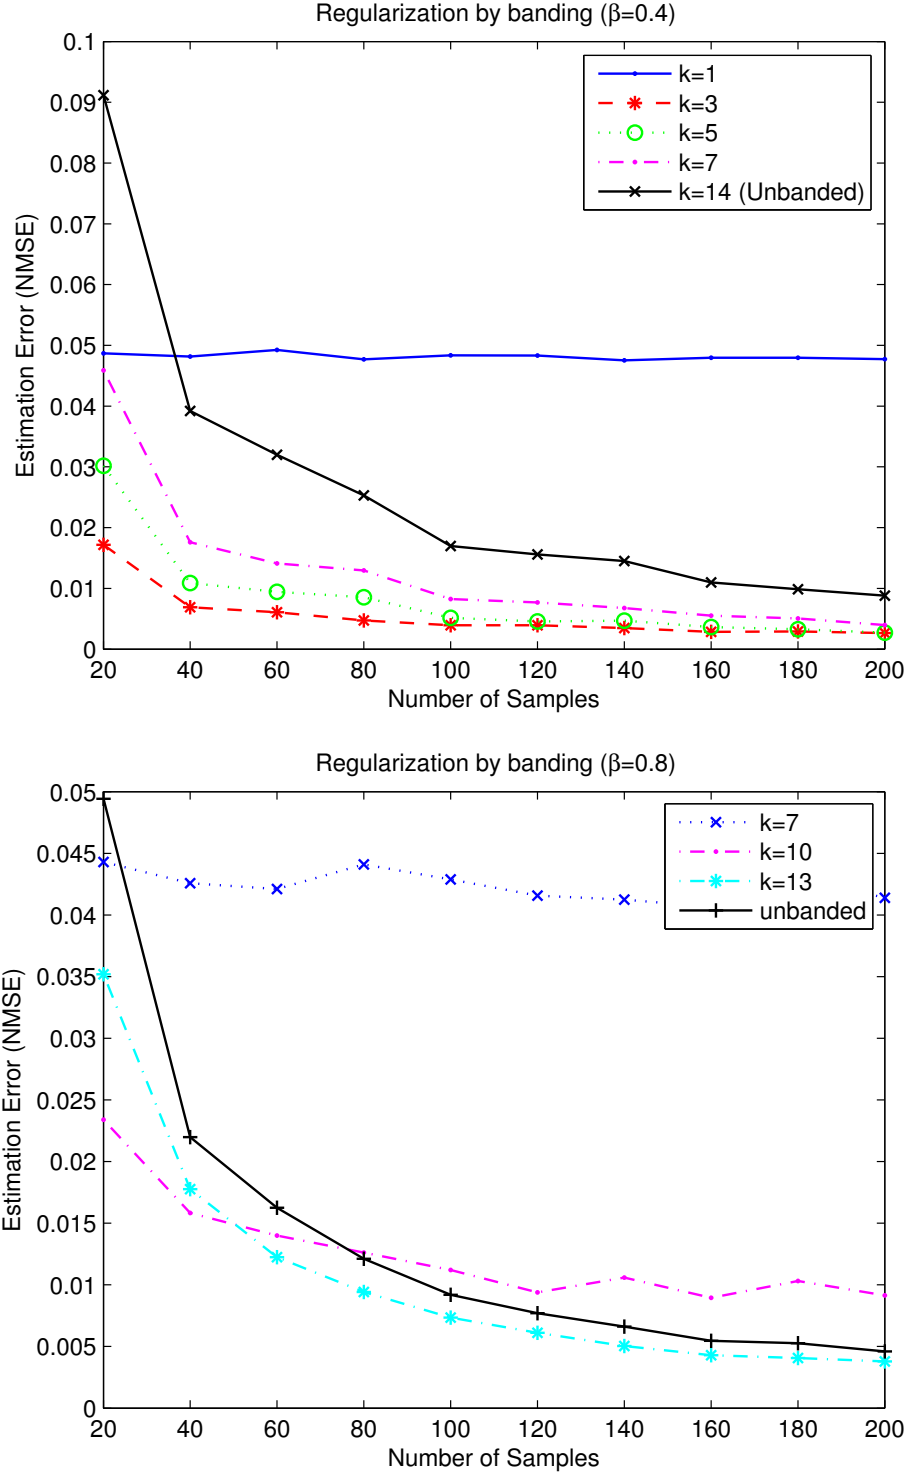 Regularization by banding (β=0.4)
0.1
0.09
0.08
0.07
0.06
0.05
0.04
0.03
0.02
0.01
0
Estimation Error (NMSE)
k=1
k=3
k=5
k=7
k=14 (Unbanded)
20 40 60 80 100 120 140 160 180 200
Number of Samples
Regularization by banding (β=0.8)
0.05
0.045
0.04
0.035
0.03
0.025
0.02
0.015
0.01
0.005
0
Estimation Error (NMSE)
k=7
k=10
k=13
unbanded
20 40 60 80 100 120 140 160 180 200
Number of Samples